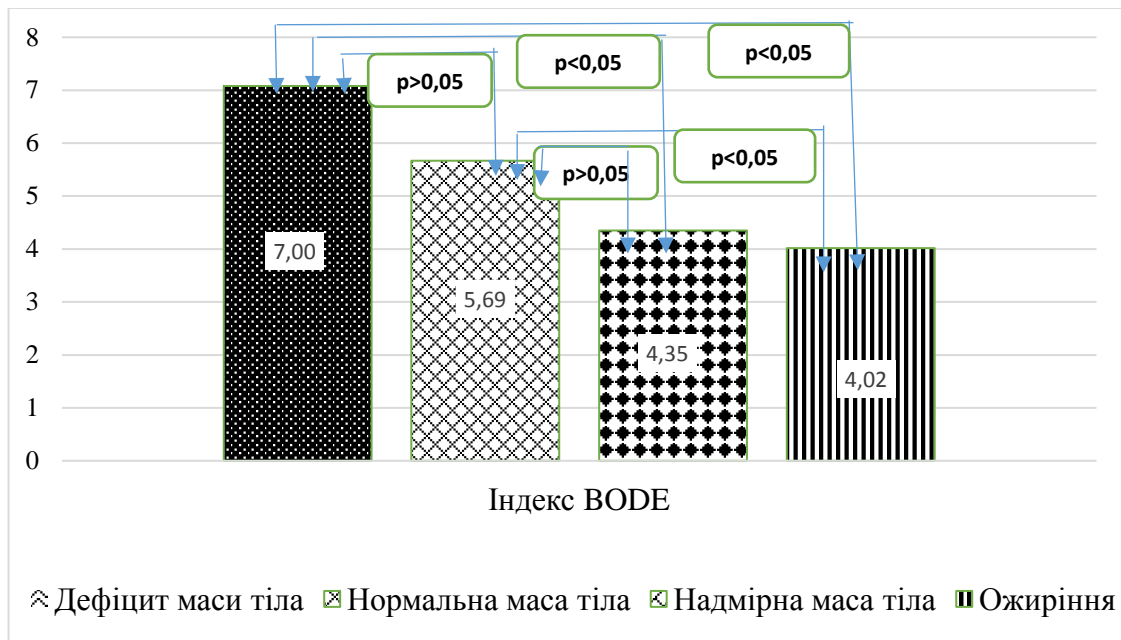 8
7
6
5
4
3
2
1
0
p>0,05
p<0,05
p<0,05
p>0,05
p<0,05
7,00
5,69
4,35
4,02
Індекс BODE
Дефіцит маси тіла Нормальна маса тіла Надмірна маса тіла Ожиріння